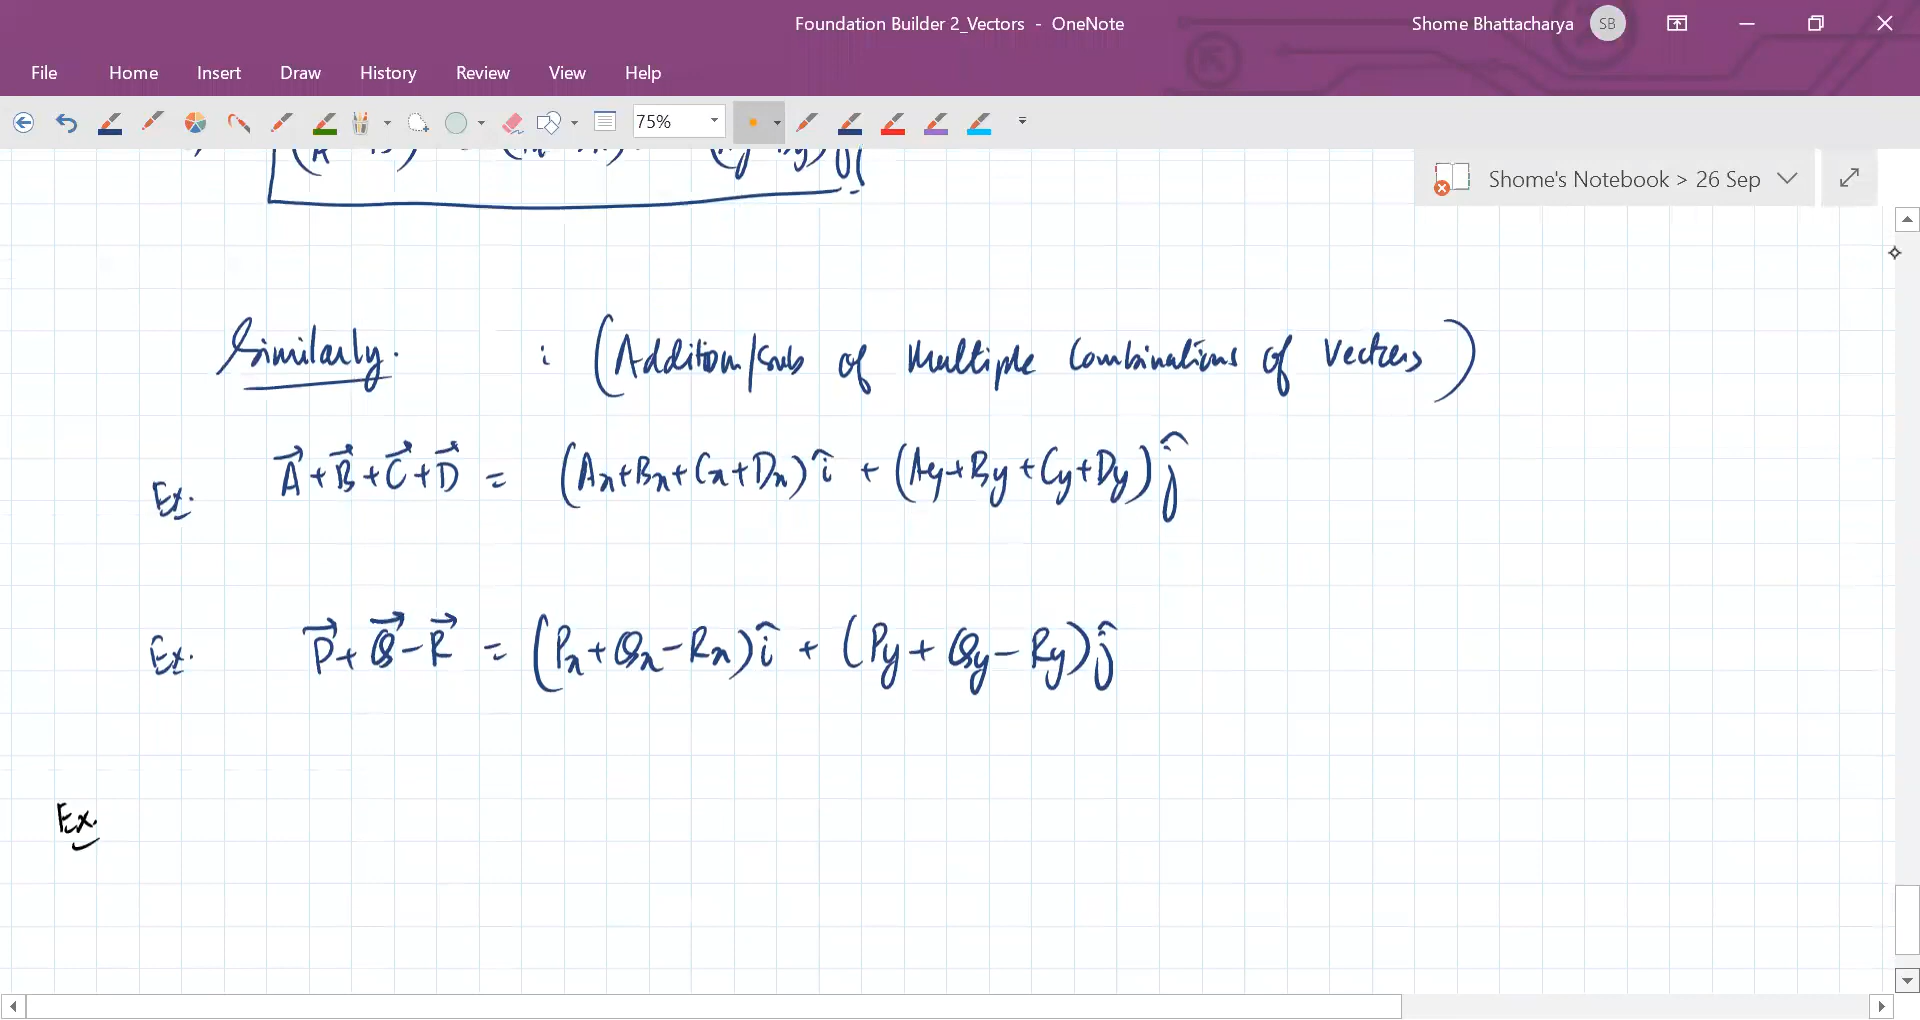 Foundation Builder 2_Vectors - OneNote
Shome Bhattacharya SB
File Home Insert Draw History Review View Help
75%
Shome's Notebook > 26 Sep
Similarly. : (Addition/Sub of Multiple Combinations of Vectors)
Ex. A⃗+B⃗+C⃗+D⃗ = (Ax+Bx+Cx+Dx)î + (Ay+By+Cy+Dy)ĵ
Ex. P⃗+Q⃗-R⃗ = (Px+Qx-Rx)î + (Py+Qy-Ry)ĵ
Ex.